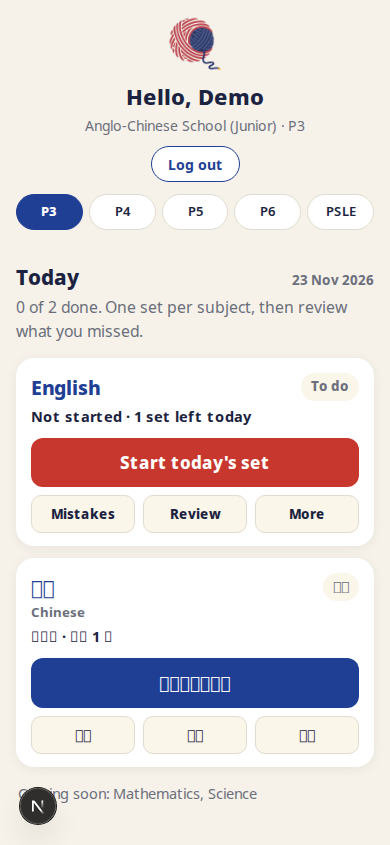 Hello, Demo
Anglo-Chinese School (Junior) · P3
Log out
P3
P4
P5
P6
PSLE
Today
23 Nov 2026
0 of 2 done. One set per subject, then review
what you missed.
English
To do
Not started · 1 set left today
Start today's set
Mistakes
Review
More
Chinese
soon: Mathematics, Science